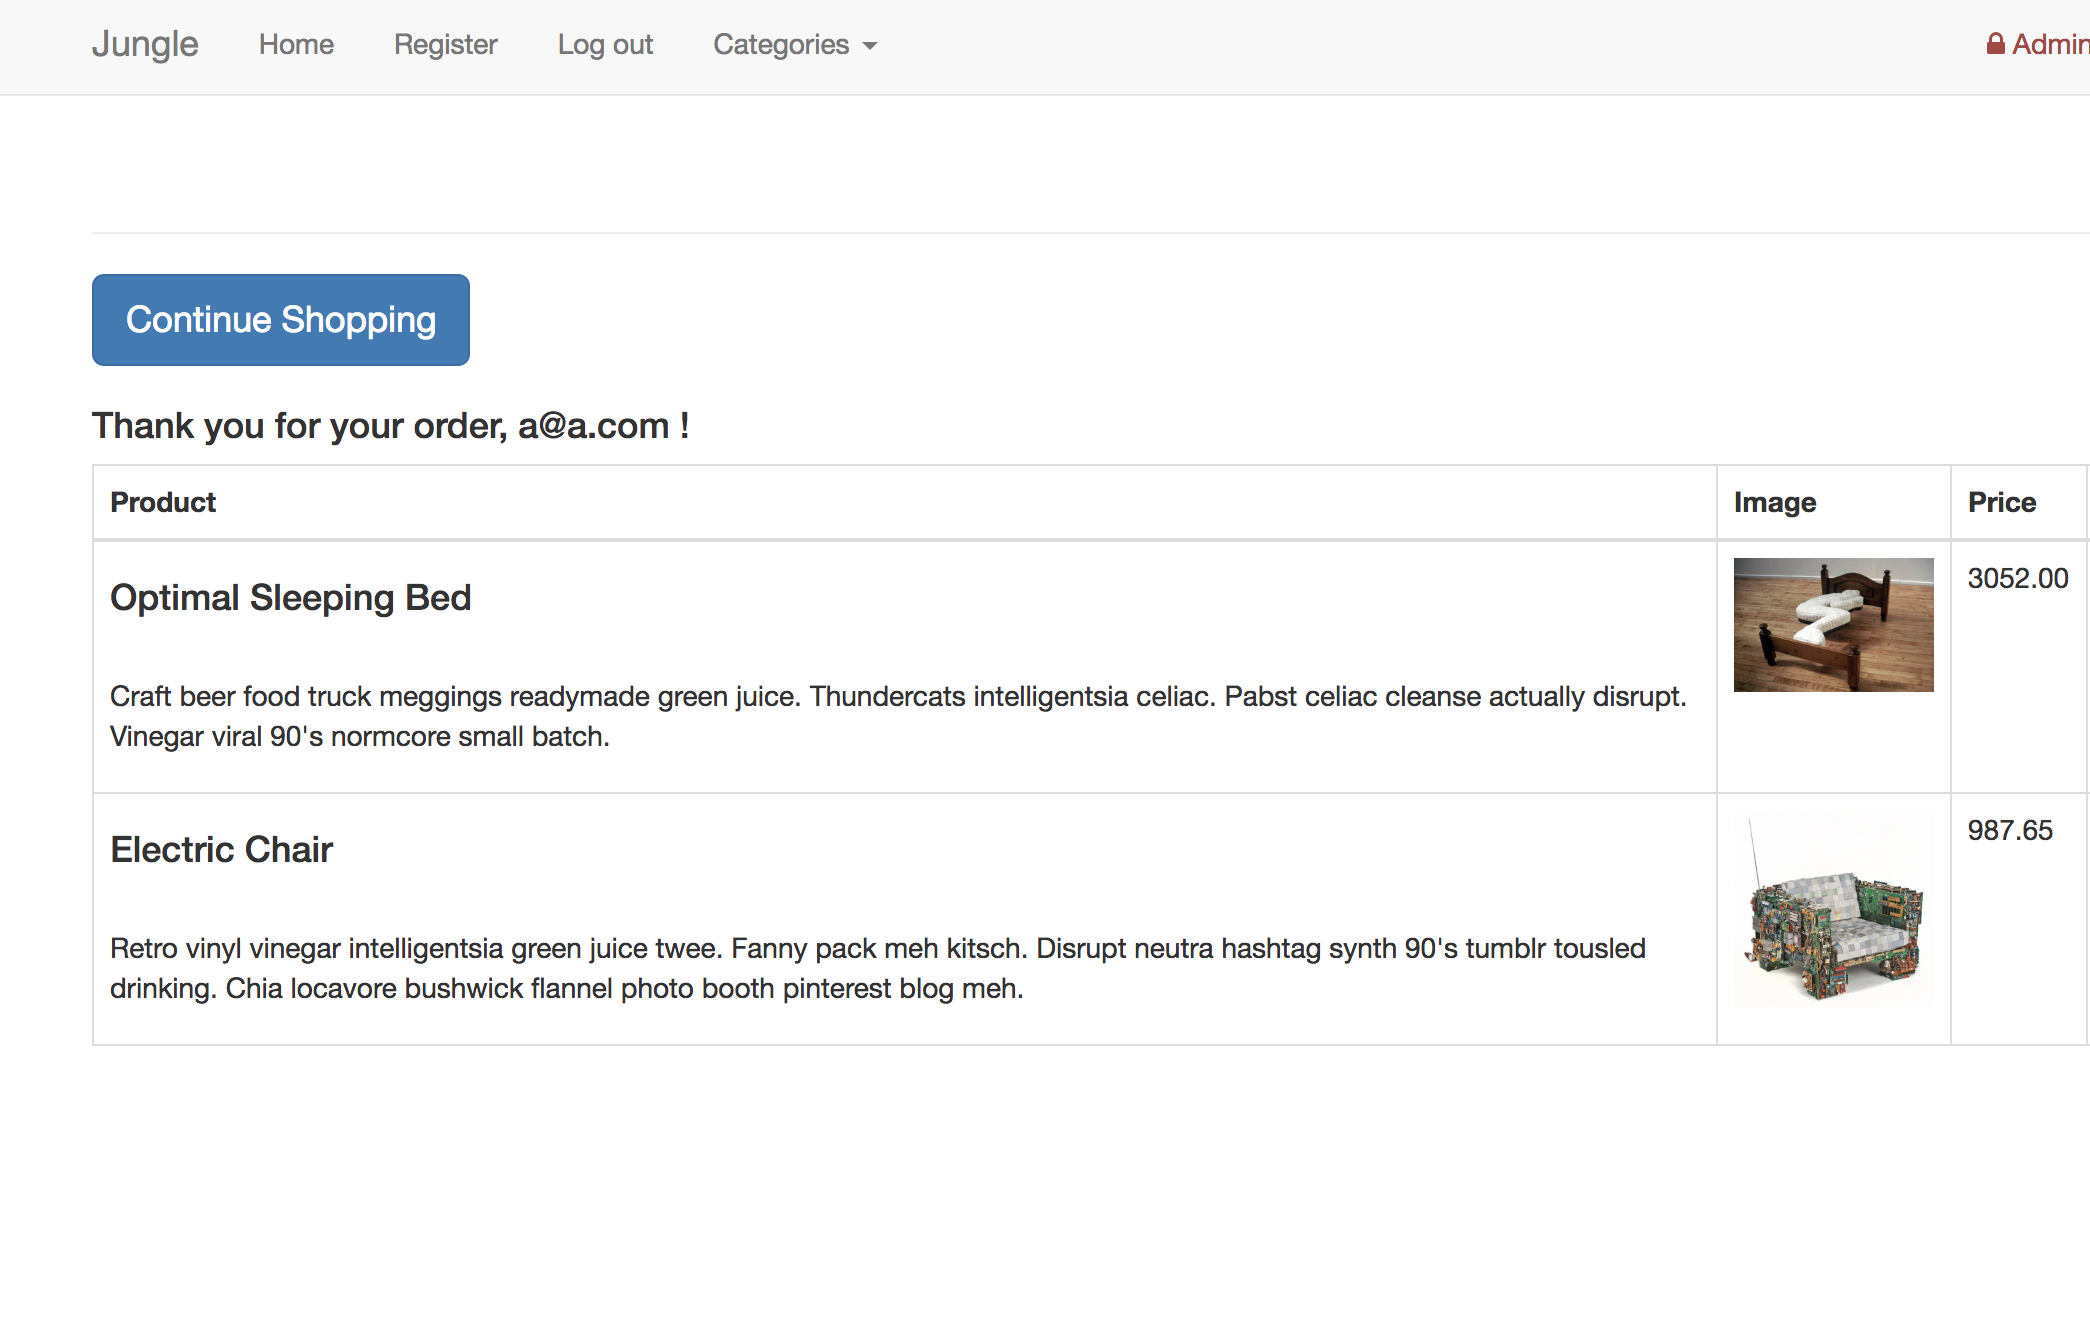 Jungle Home Register Log out Categories Admin
Continue Shopping
Thank you for your order, a@a.com !
Product Image Price
Optimal Sleeping Bed 3052.00
Craft beer food truck meggings readymade green juice. Thundercats intelligentsia celiac. Pabst celiac cleanse actually disrupt.
Vinegar viral 90's normcore small batch.
Electric Chair 987.65
Retro vinyl vinegar intelligentsia green juice twee. Fanny pack meh kitsch. Disrupt neutra hashtag synth 90's tumblr tousled
drinking. Chia locavore bushwick flannel photo booth pinterest blog meh.